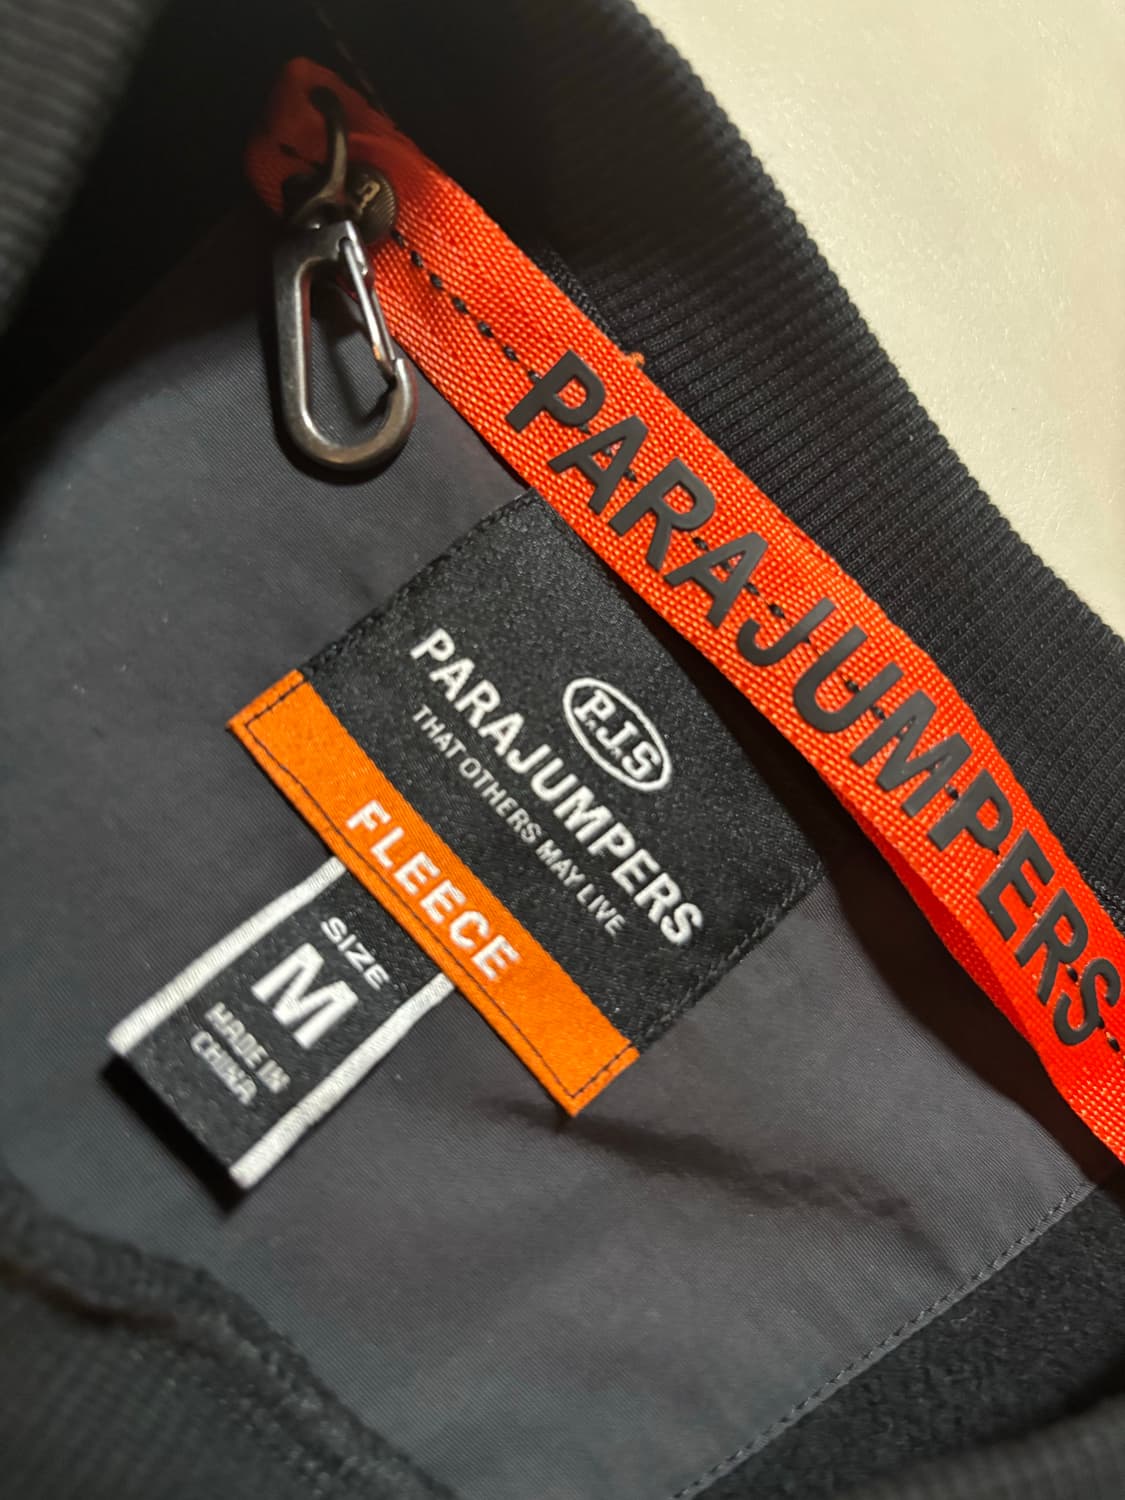 PARAJUMPERS
P.J.S
PARAJUMPERS
THAT OTHERS MAY LIVE
FLEECE
SIZE
M
MADE IN
CHINA